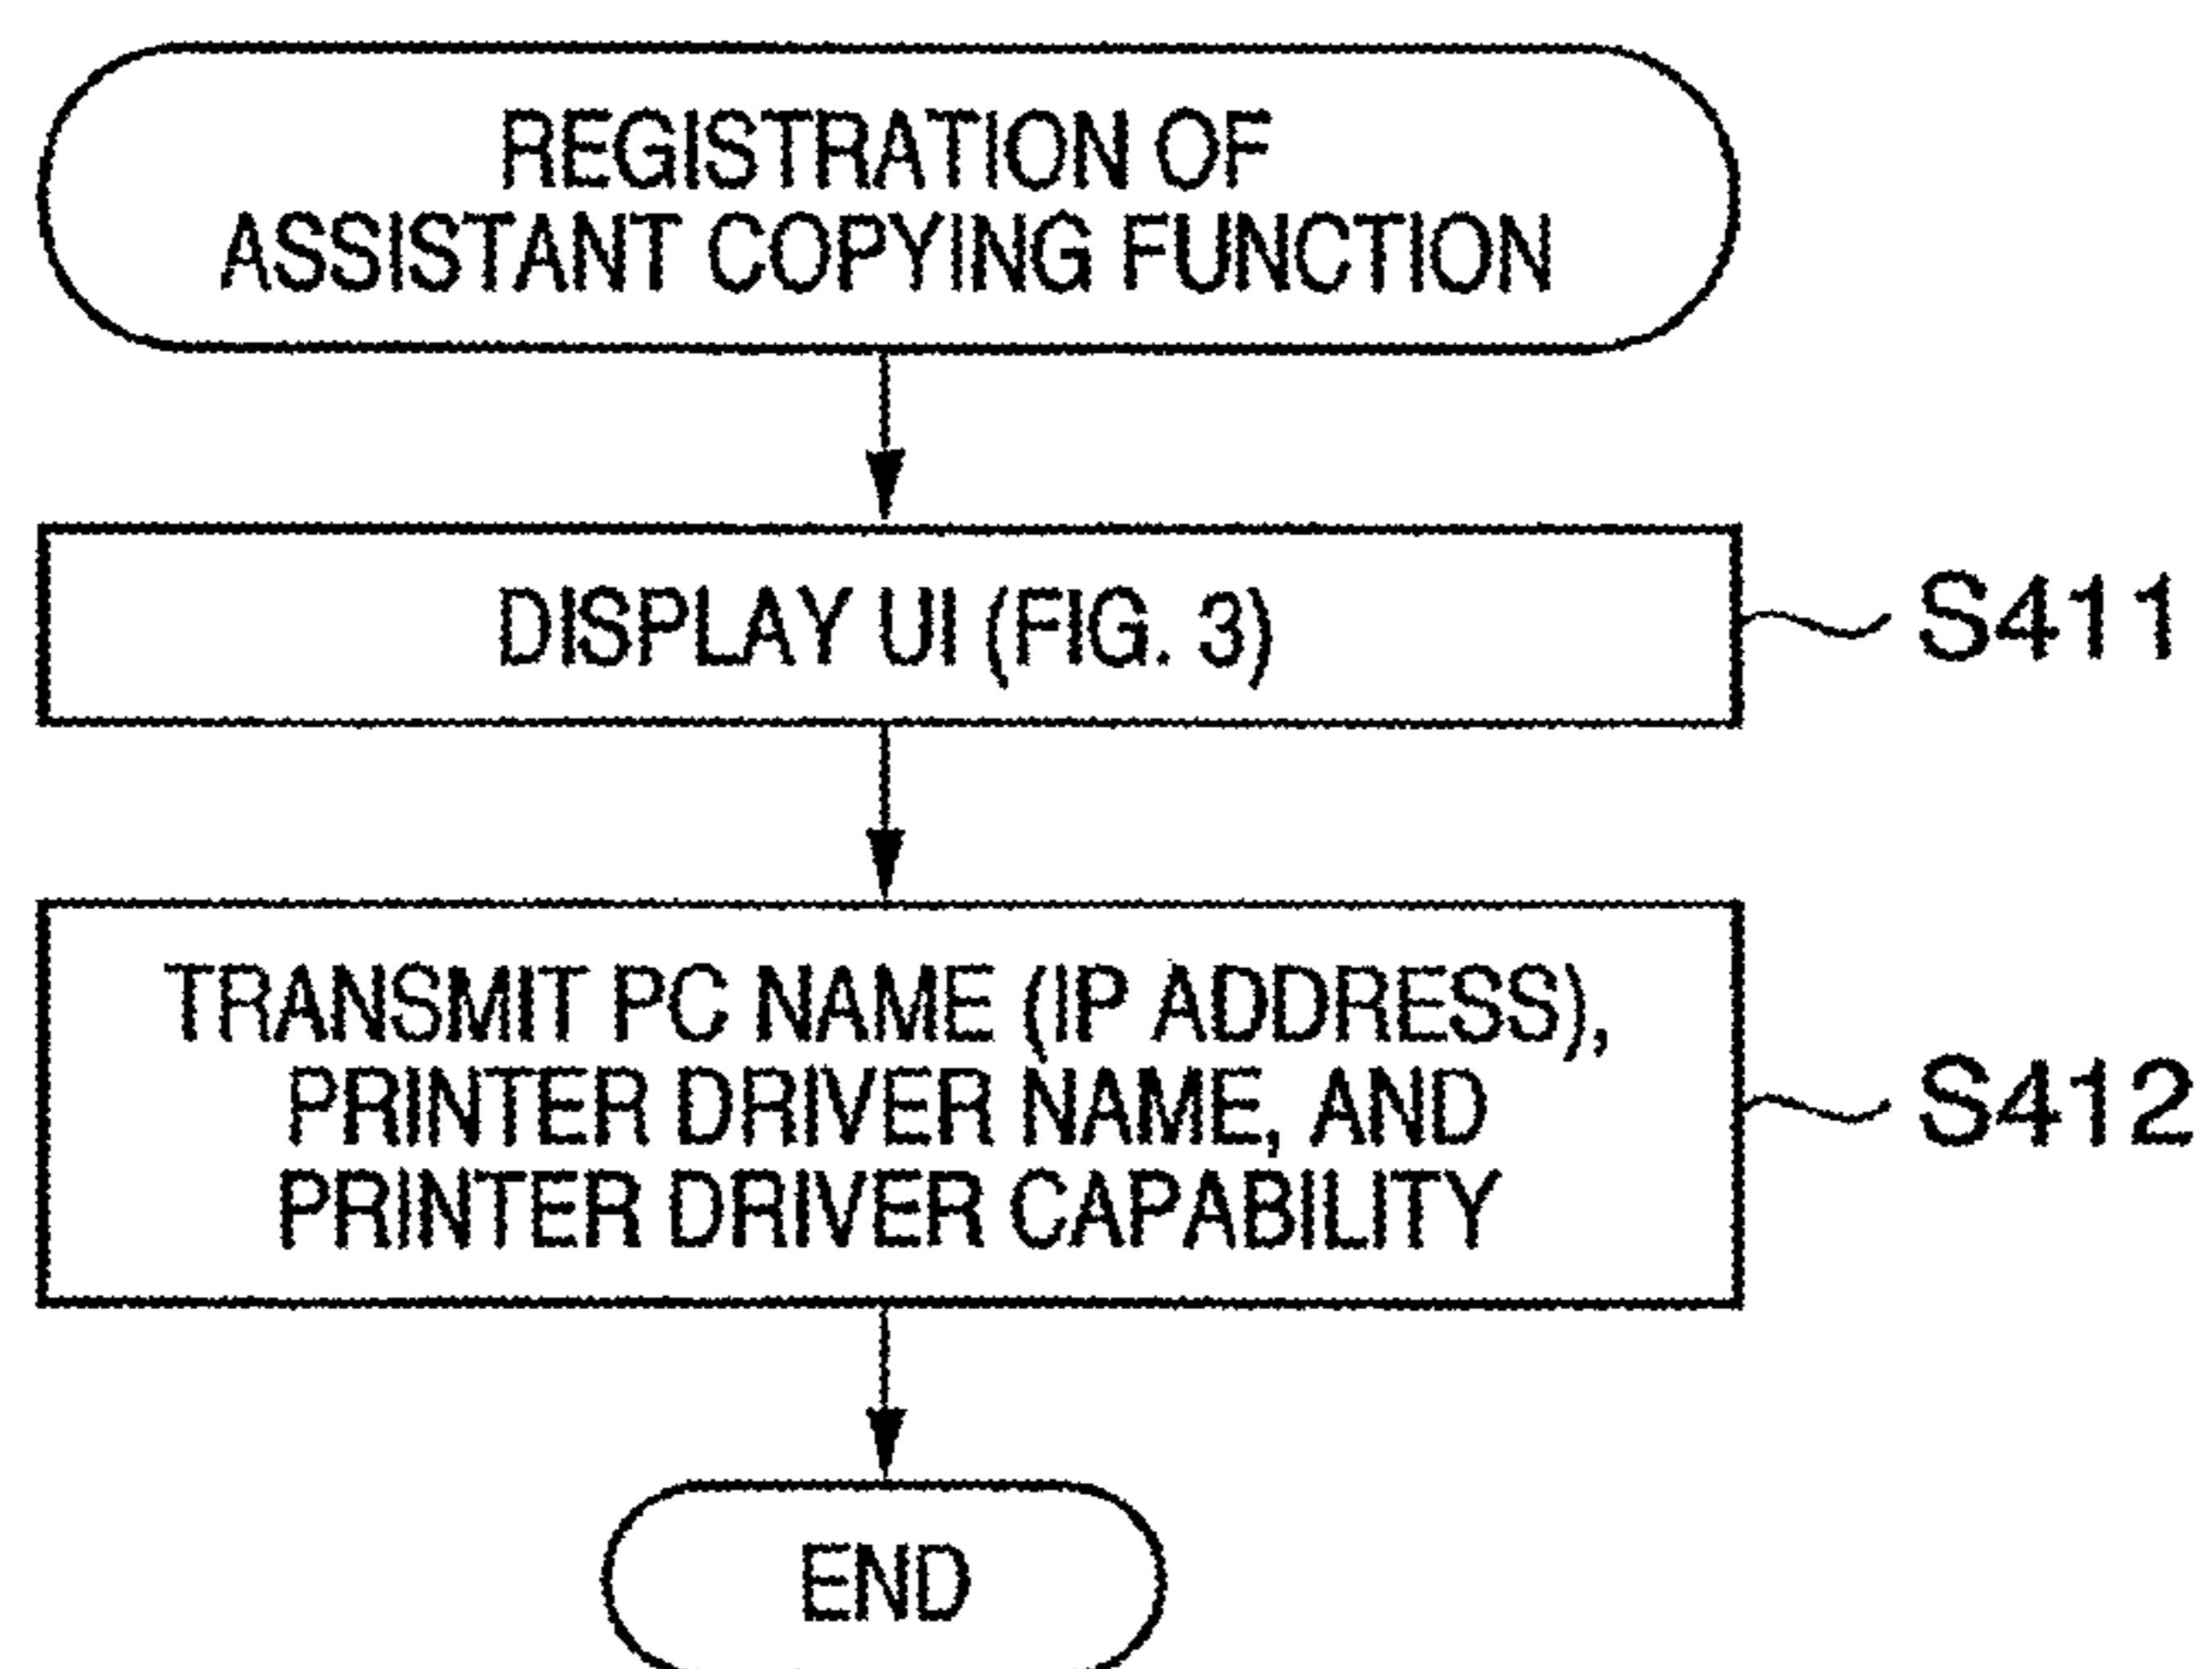 REGISTRATION OF
ASSISTANT COPYING FUNCTION
DISPLAY UI (FIG. 3)
S411
TRANSMIT PC NAME (IP ADDRESS),
PRINTER DRIVER NAME, AND
PRINTER DRIVER CAPABILITY
S412
END